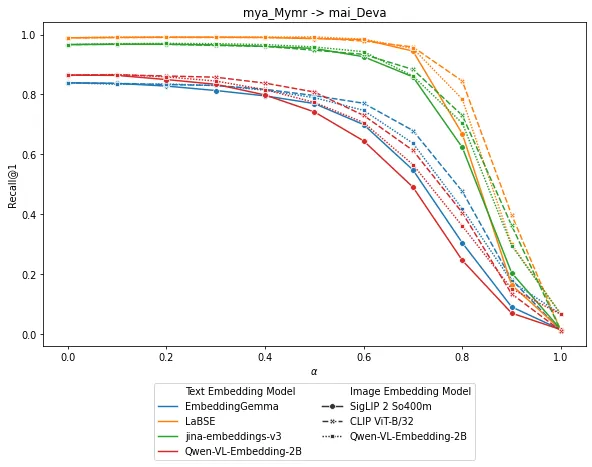 mya_Mymr -> mai_Deva
Recall@1
1.0
0.8
0.6
0.4
0.2
0.0
0.0 0.2 0.4 0.6 0.8 1.0
α
Text Embedding Model
EmbeddingGemma
LaBSE
jina-embeddings-v3
Qwen-VL-Embedding-2B
Image Embedding Model
SigLIP 2 So400m
CLIP ViT-B/32
Qwen-VL-Embedding-2B